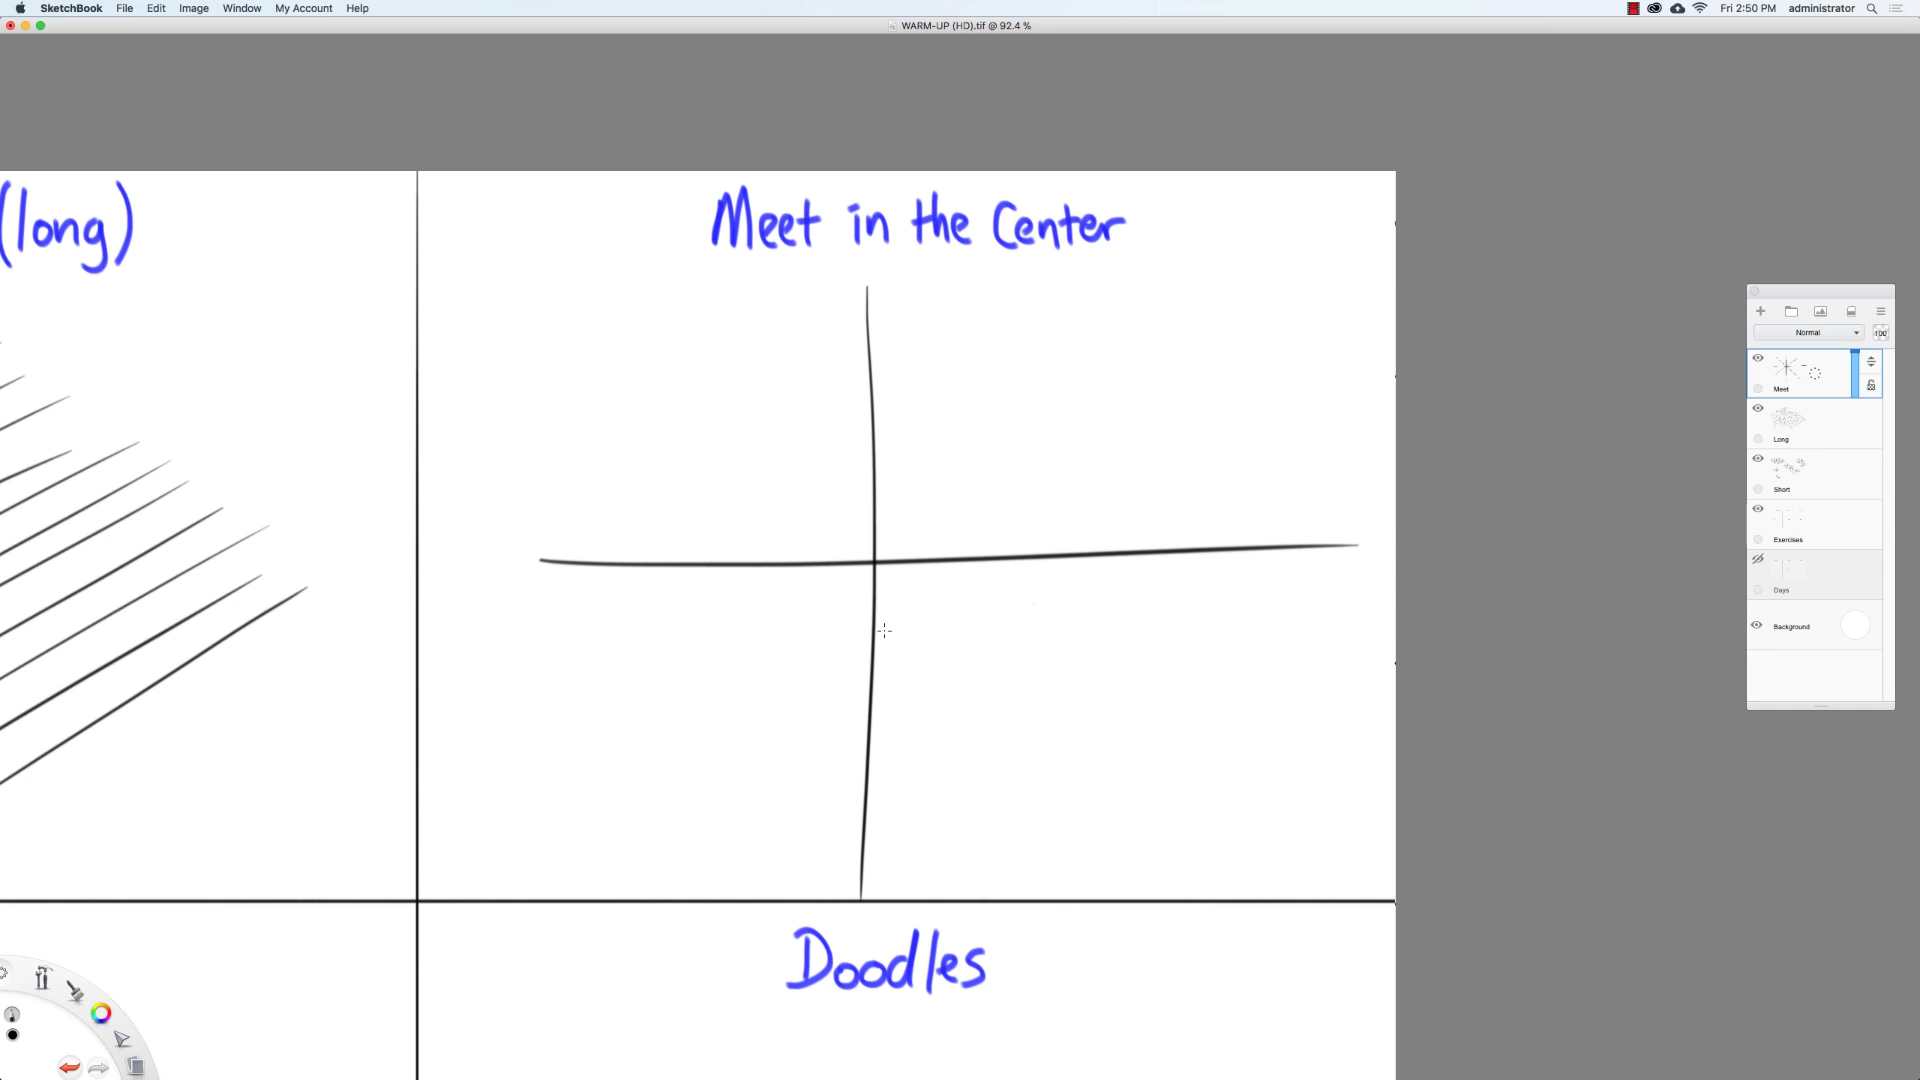 SketchBook File Edit Image Window My Account Help Fri 2:50 PM administrator
WARM-UP (HD).tif @ 92.4 %
(long)
Meet in the Center
Normal 100
Meet
Long
Short
Exercises
Days
Background
Doodles